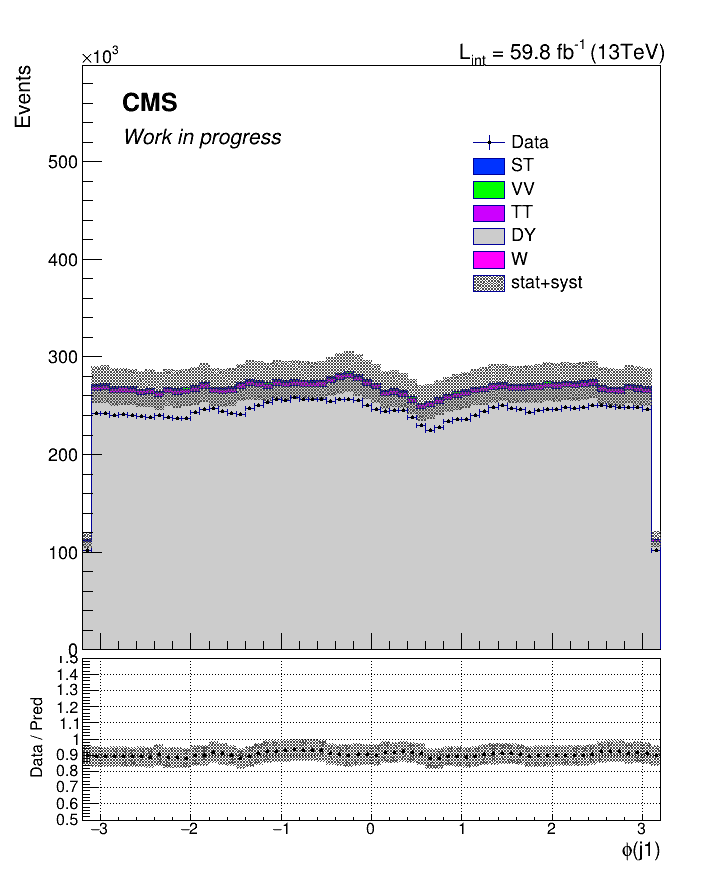 ×10³
L_int = 59.8 fb⁻¹ (13TeV)
Events
CMS
Work in progress
Data
ST
VV
TT
DY
W
stat+syst
500
400
300
200
100
0
1.5
1.4
1.3
1.2
1.1
1
0.9
0.8
0.7
0.6
0.5
Data / Pred
−3 −2 −1 0 1 2 3
ϕ(j1)